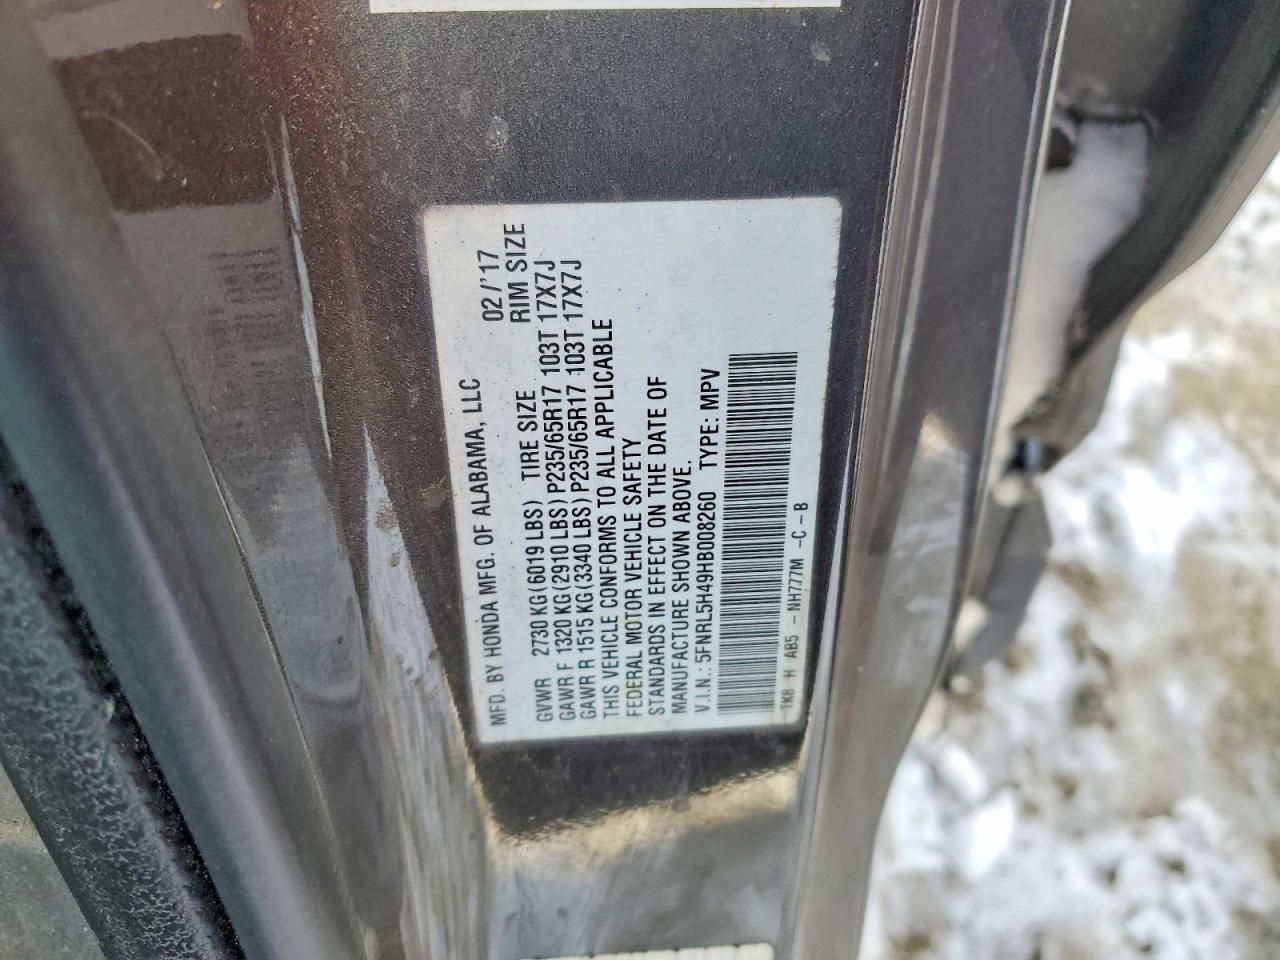 MFD. BY HONDA MFG. OF ALABAMA, LLC 02/'17
GVWR 2730 KG(6019 LBS) TIRE SIZE RIM SIZE
GAWR F 1320 KG(2910 LBS) P235/65R17 103T 17X7J
GAWR R 1515 KG(3340 LBS) P235/65R17 103T 17X7J
THIS VEHICLE CONFORMS TO ALL APPLICABLE
FEDERAL MOTOR VEHICLE SAFETY
STANDARDS IN EFFECT ON THE DATE OF
MANUFACTURE SHOWN ABOVE.
V.I.N.: 5FNRL5H49HB008260 TYPE: MPV
TK8 H AB5 -NH777M -C-B